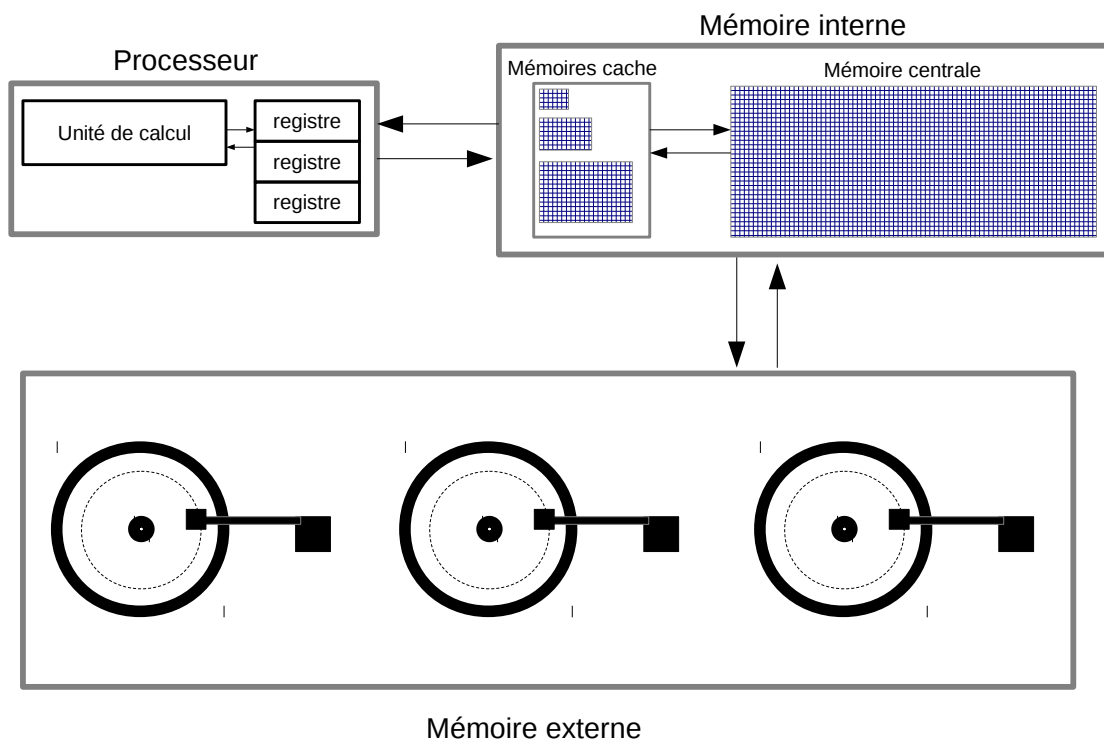 Mémoire interne
Processeur
Mémoires cache
Mémoire centrale
Unité de calcul
registre
registre
registre
Mémoire externe